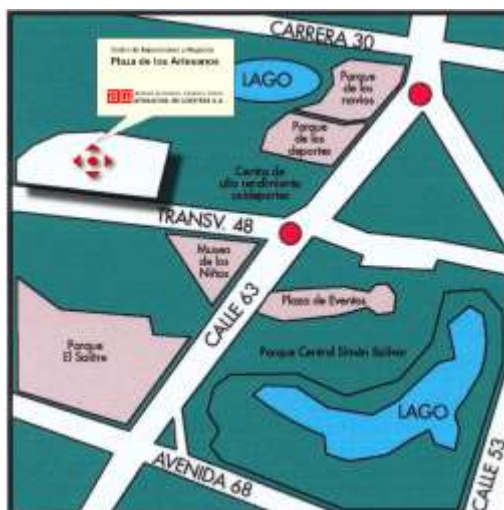 CARRERA 30
Plaza de los Artesanos
LAGO
Parque
de los
novios
Parque
de los
deportes
Centro de
alto rendimiento
coldeportes
TRANSV. 48
Museo
de los
Niños
CALLE 63
Plaza de Eventos
Parque
El Salitre
Parque Central Simón Bolívar
LAGO
AVENIDA 68
CALLE 53